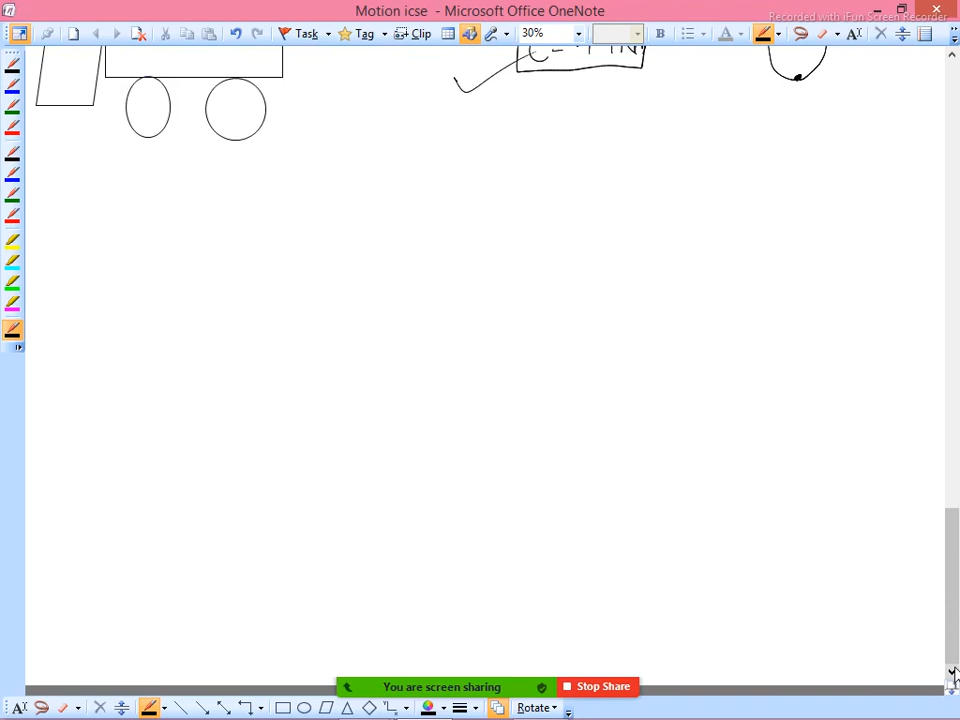 Motion icse - Microsoft Office OneNote
Recorded with iFun Screen Recorder
Task Tag Clip 30% B A
You are screen sharing Stop Share
Rotate